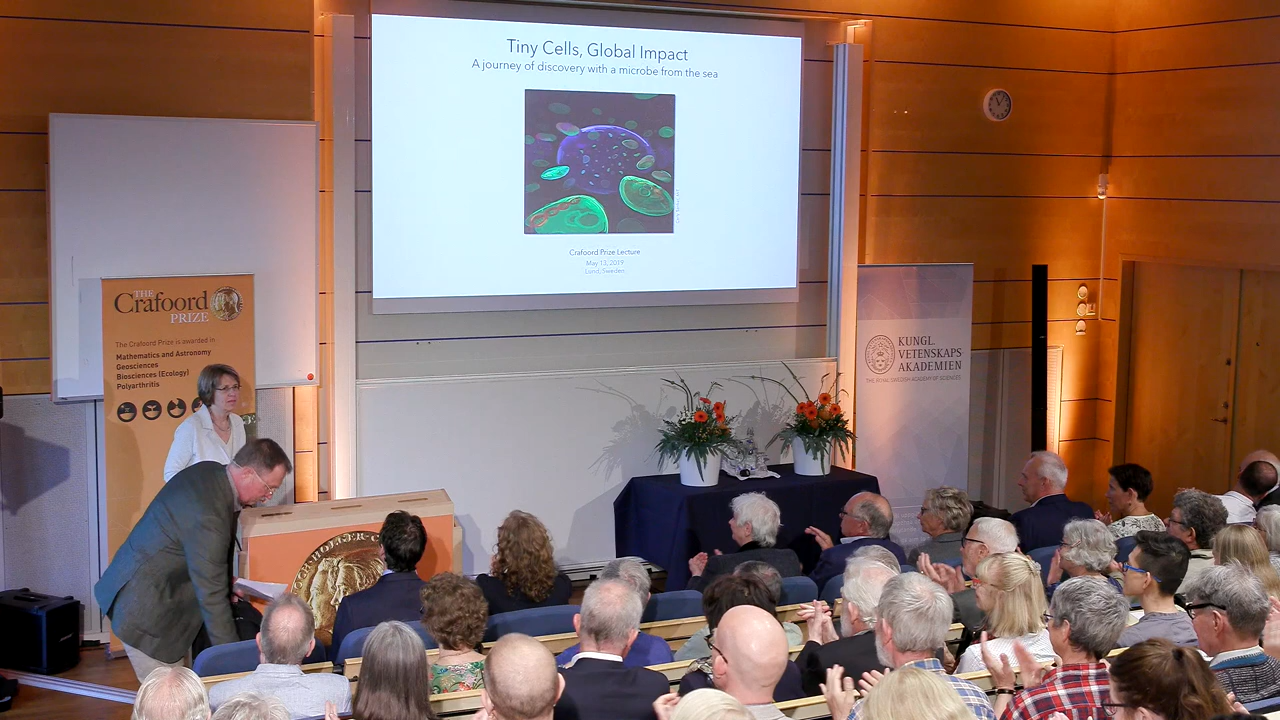 Tiny Cells, Global Impact
A journey of discovery with a microbe from the sea
Crafoord Prize Lecture
May 13, 2019
Lund, Sweden
THE
Crafoord
PRIZE
The Crafoord Prize is awarded in
Mathematics and Astronomy
Geosciences
Biosciences (Ecology)
Polyarthritis
KUNGL.
VETENSKAPS
AKADEMIEN
THE ROYAL SWEDISH ACADEMY OF SCIENCES